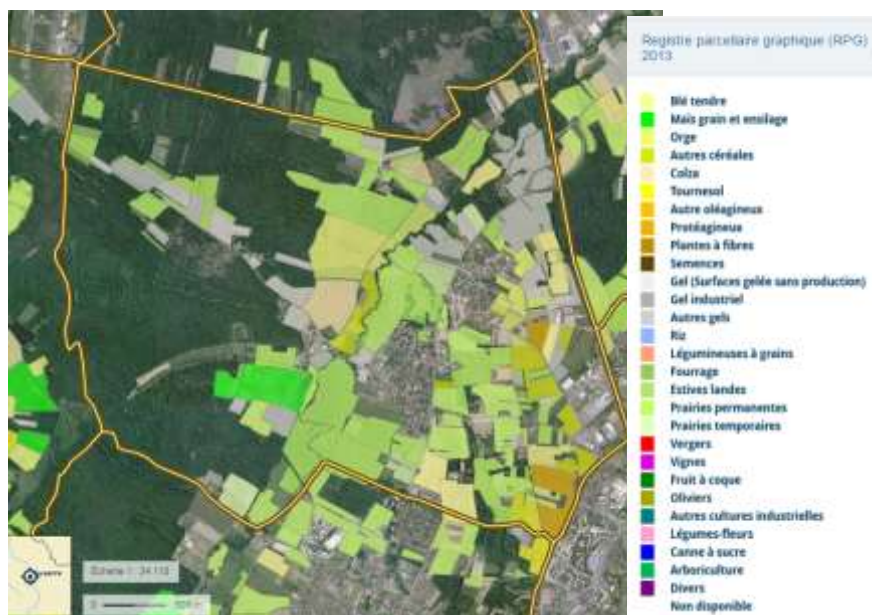 Registre parcellaire graphique (RPG)
2013
Blé tendre
Maïs grain et ensilage
Orge
Autres céréales
Colza
Tournesol
Autre oléagineux
Protéagineux
Plantes à fibres
Semences
Gel (Surfaces gelée sans production)
Gel industriel
Autres gels
Riz
Légumineuses à grains
Fourrage
Estives landes
Prairies permanentes
Prairies temporaires
Vergers
Vignes
Fruit à coque
Oliviers
Autres cultures industrielles
Légumes-fleurs
Canne à sucre
Arboriculture
Divers
Non disponible